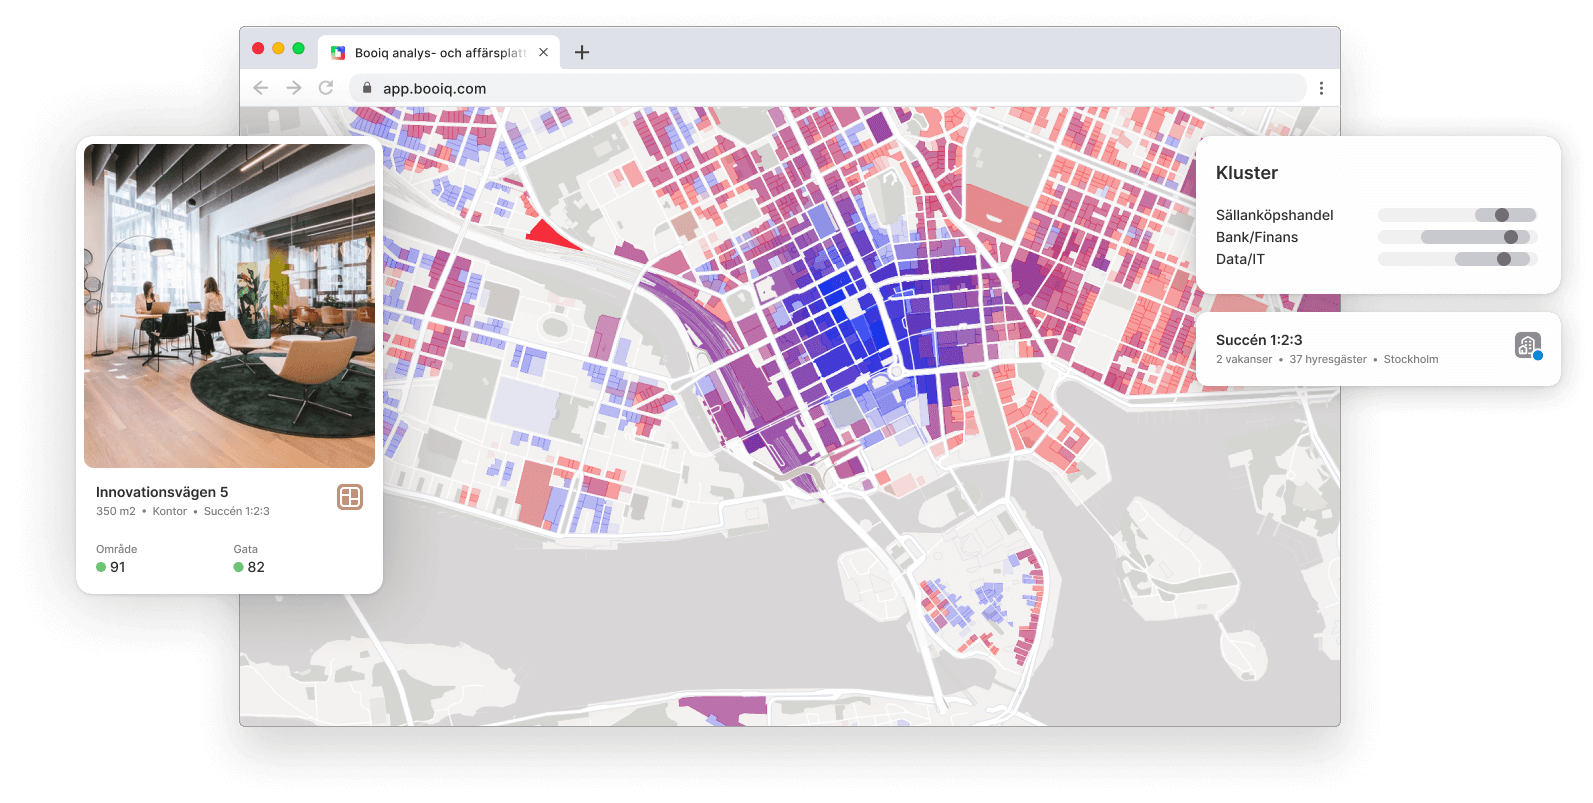 Booiq analys- och affärsplatt
app.booiq.com
Innovationsvägen 5
350 m2 • Kontor • Succén 1:2:3
Område
Gata
91
82
Kluster
Sällanköpshandel
Bank/Finans
Data/IT
Succén 1:2:3
2 vakanser • 37 hyresgäster • Stockholm